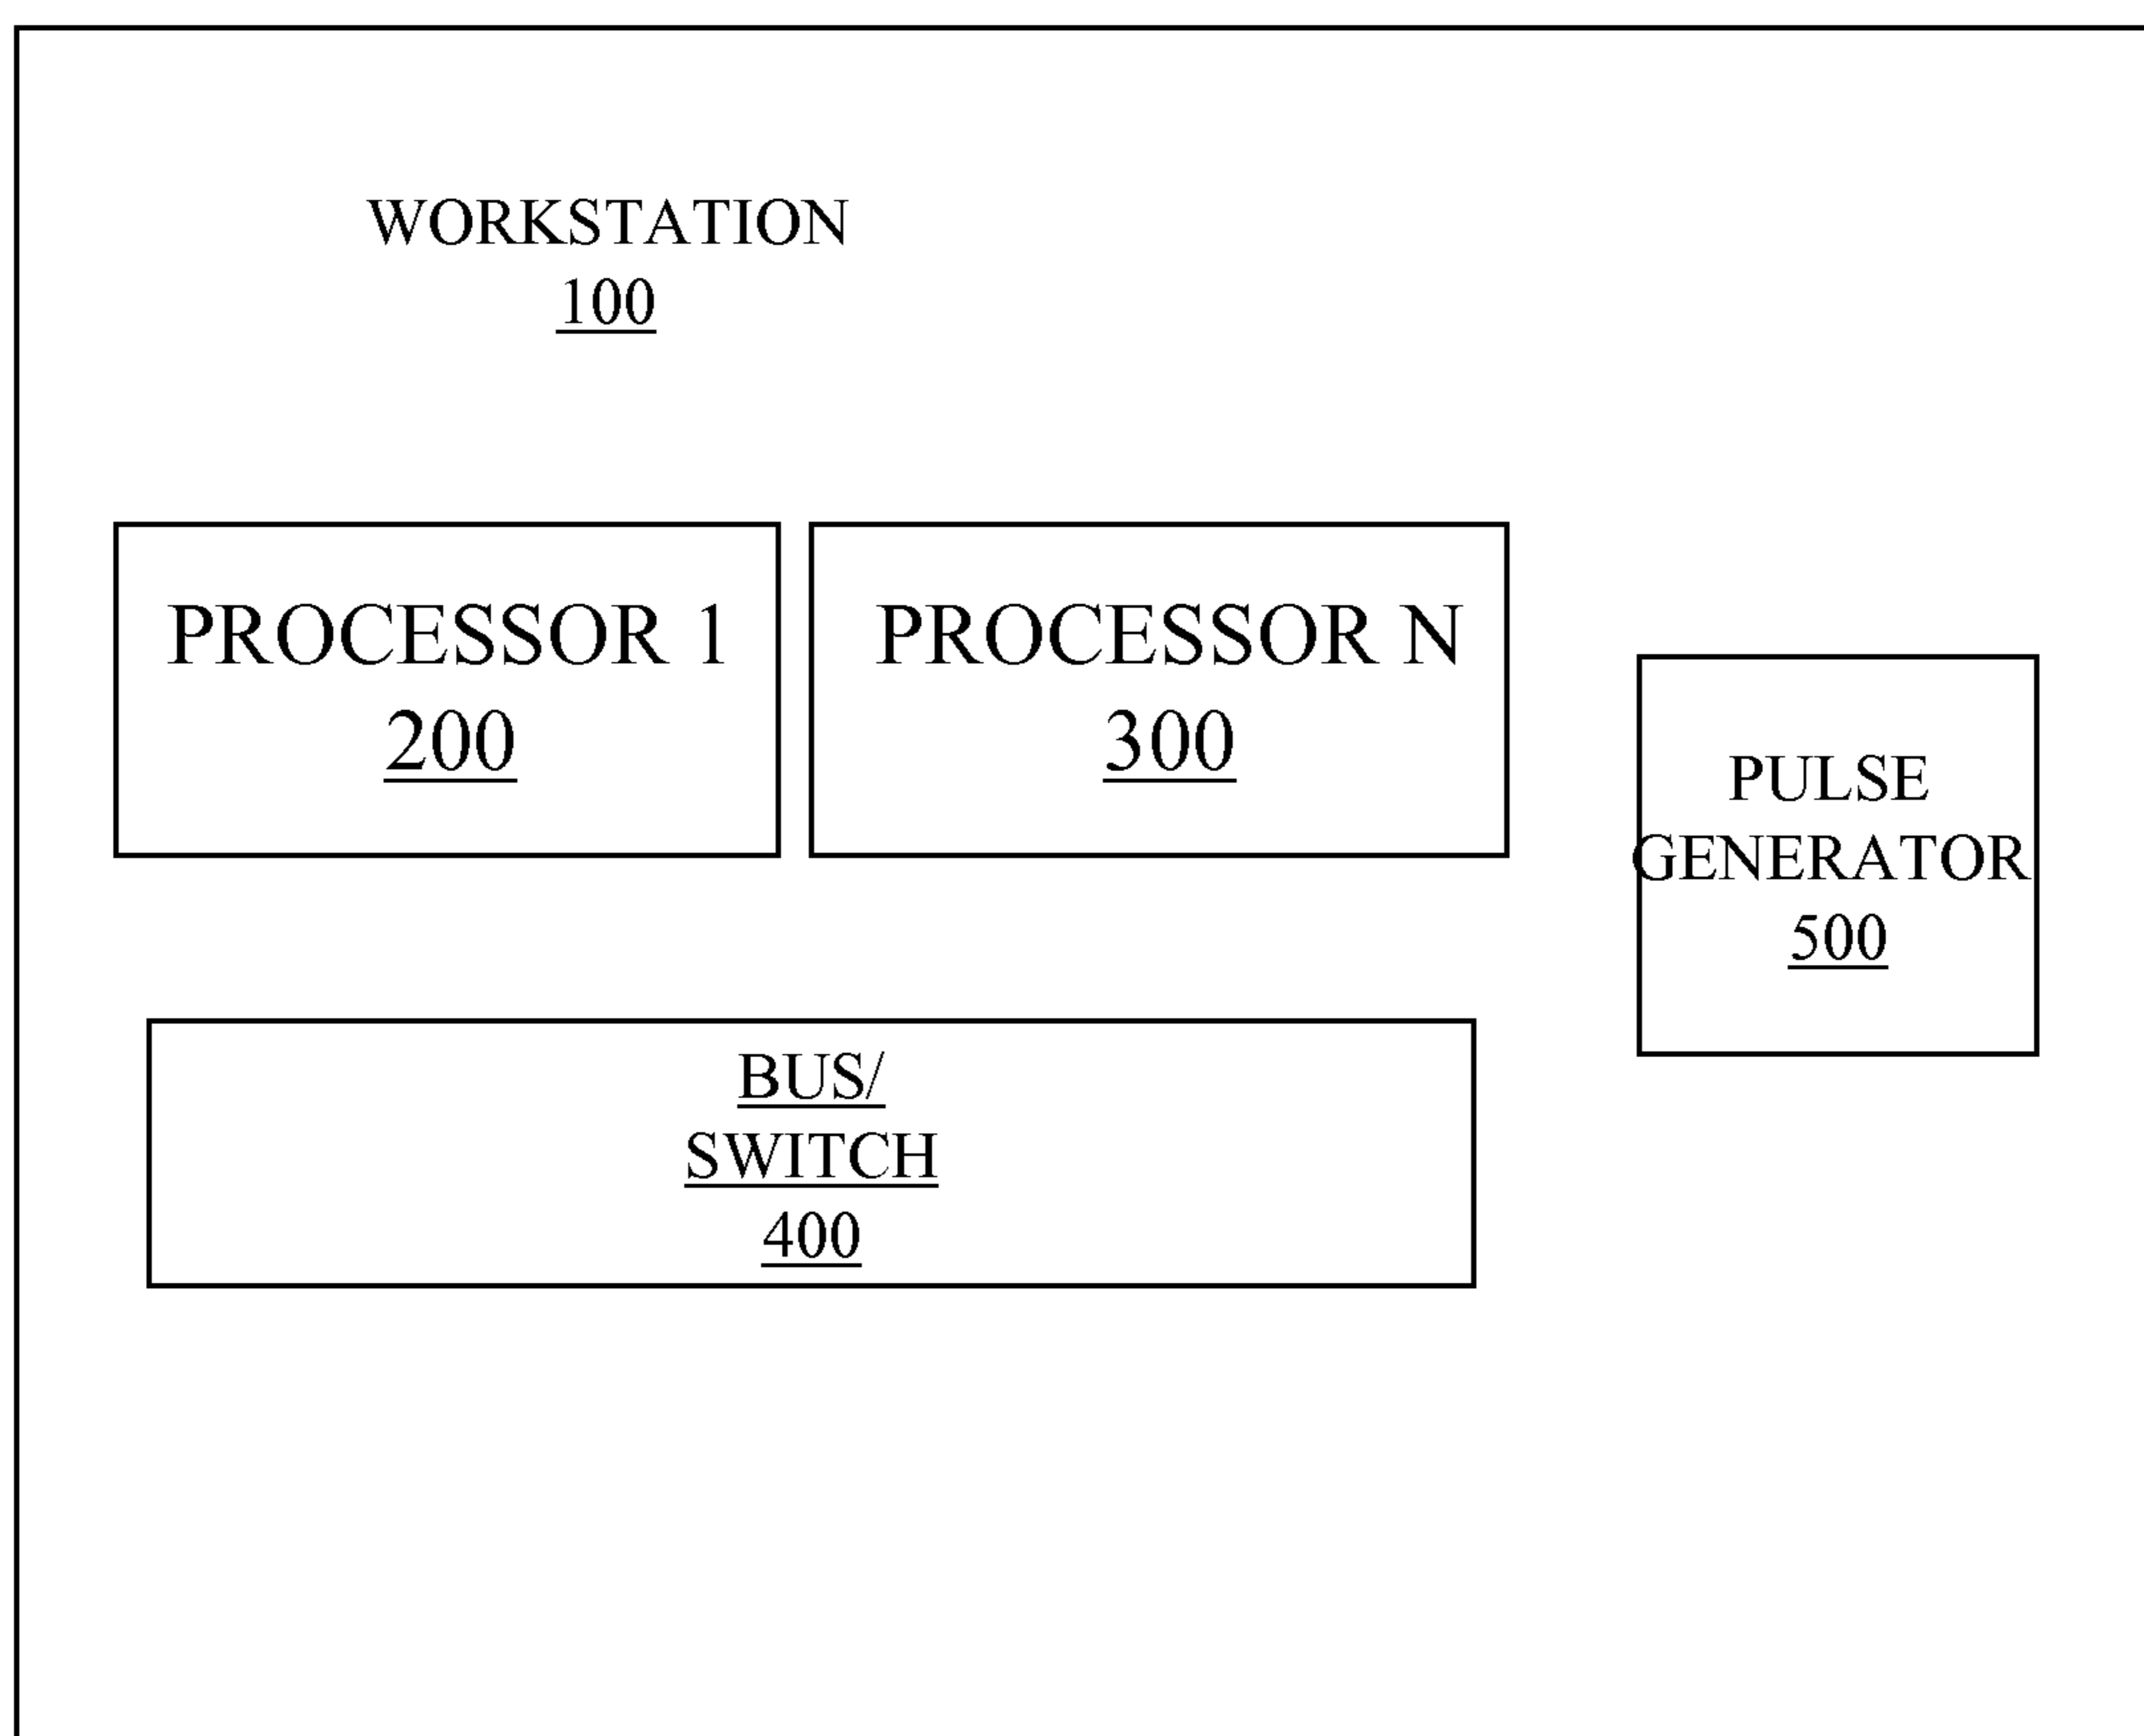 WORKSTATION
100
PROCESSOR 1
200
PROCESSOR N
300
PULSE
GENERATOR
500
BUS/
SWITCH
400